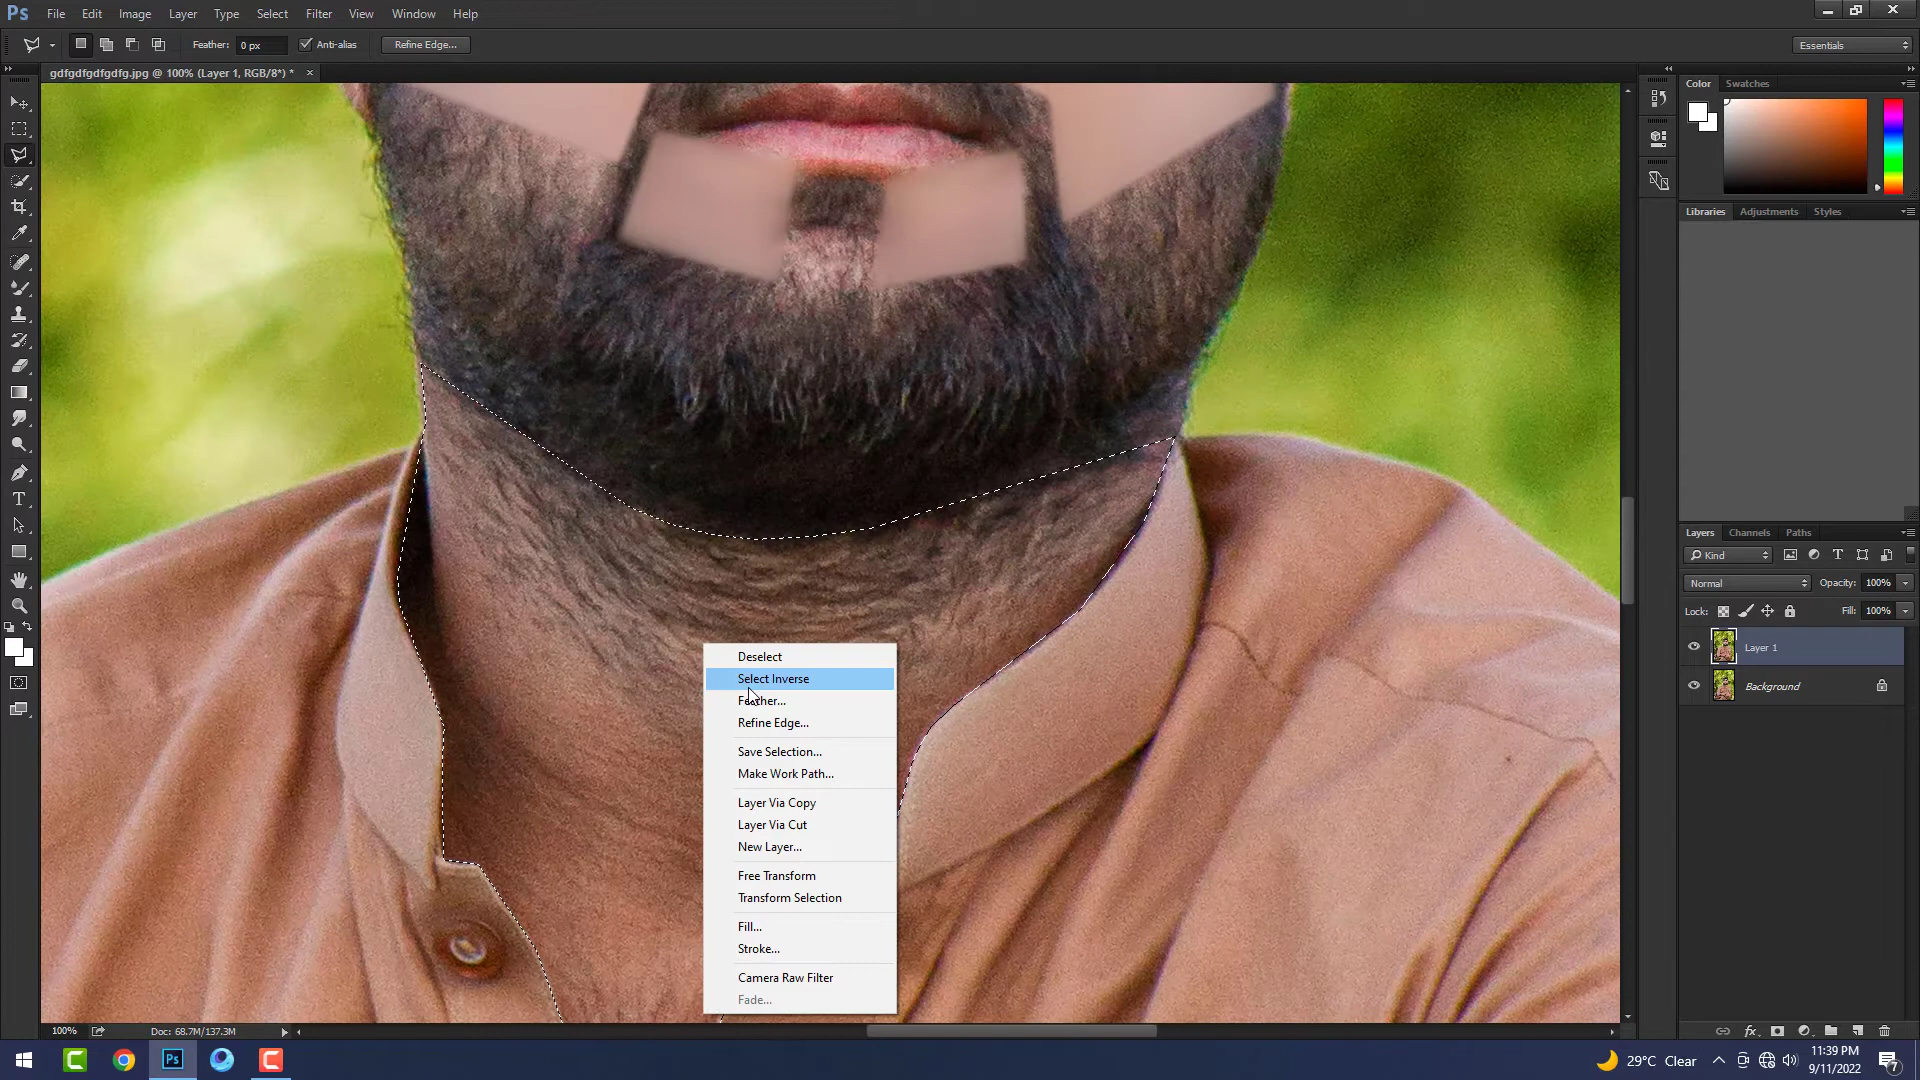 Ps File Edit Image Layer Type Select Filter View Window Help
Feather: 0 px Anti-alias Refine Edge... Essentials
gdfgdfgdfgdfg.jpg @ 100% (Layer 1, RGB/8*) * ×
Color Swatches
Libraries Adjustments Styles
Layers Channels Paths
Kind
Normal Opacity: 100%
Lock: Fill: 100%
Layer 1
Background
Deselect
Select Inverse
Feather...
Refine Edge...
Save Selection...
Make Work Path...
Layer Via Copy
Layer Via Cut
New Layer...
Free Transform
Transform Selection
Fill...
Stroke...
Camera Raw Filter
Fade...
100% Doc: 68.7M/137.3M
fx
Ps 29°C Clear 11:39 PM
9/11/2022
7